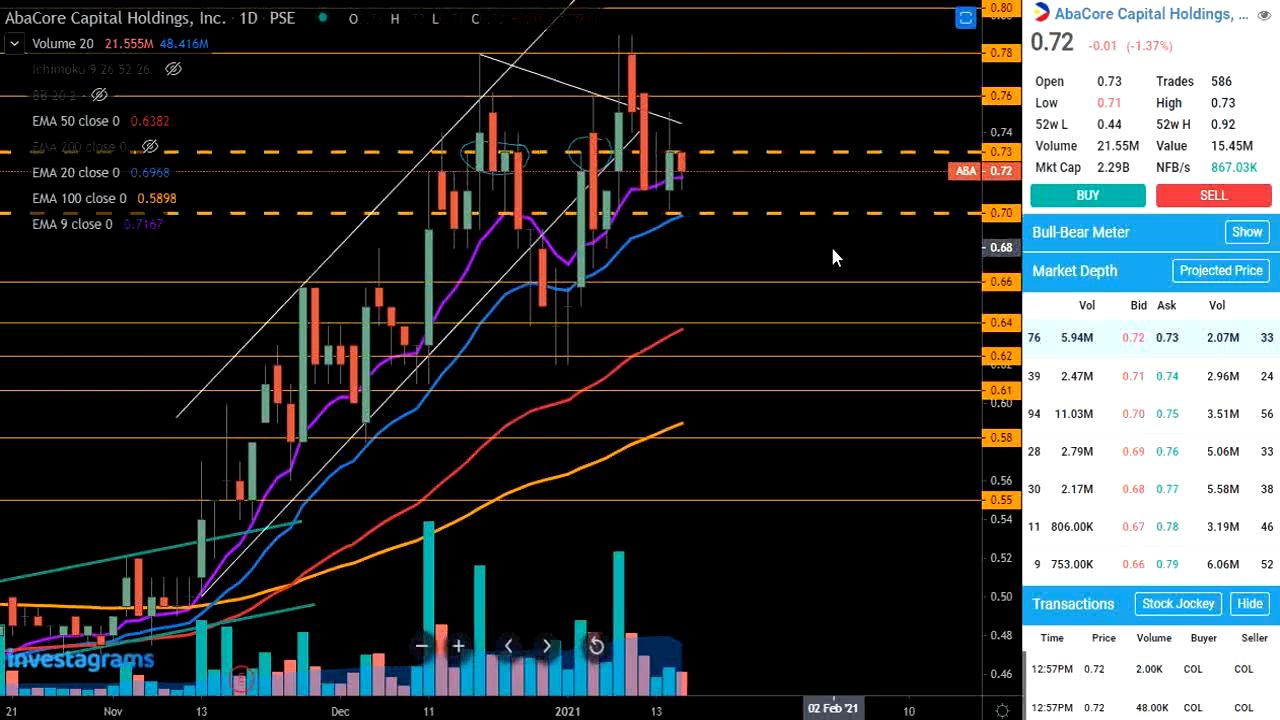 AbaCore Capital Holdings, Inc. · 1D · PSE O H L C
Volume 20 21.555M 48.416M
Ichimoku 9 26 52 26
BB 20 2
EMA 50 close 0 0.6382
EMA 200 close 0
EMA 20 close 0 0.6968
EMA 100 close 0 0.5898
EMA 9 close 0 0.7167
0.80
0.78
0.76
0.74
0.73
ABA 0.72
0.70
0.68
0.66
0.64
0.62
0.61
0.60
0.58
0.56
0.55
0.54
0.52
0.50
0.48
0.46
Investagrams
21 Nov 13 Dec 11 2021 13 02 Feb '21 10
AbaCore Capital Holdings, ...
0.72 -0.01 (-1.37%)
Open 0.73 Trades 586
Low 0.71 High 0.73
52w L 0.44 52w H 0.92
Volume 21.55M Value 15.45M
Mkt Cap 2.29B NFB/s 867.03K
BUY SELL
Bull-Bear Meter Show
Market Depth Projected Price
Vol Bid Ask Vol
76 5.94M 0.72 0.73 2.07M 33
39 2.47M 0.71 0.74 2.96M 24
94 11.03M 0.70 0.75 3.51M 56
28 2.79M 0.69 0.76 5.06M 33
30 2.17M 0.68 0.77 5.58M 38
11 806.00K 0.67 0.78 3.19M 46
9 753.00K 0.66 0.79 6.06M 52
Transactions Stock Jockey Hide
Time Price Volume Buyer Seller
12:57PM 0.72 2.00K COL COL
12:57PM 0.72 48.00K COL COL